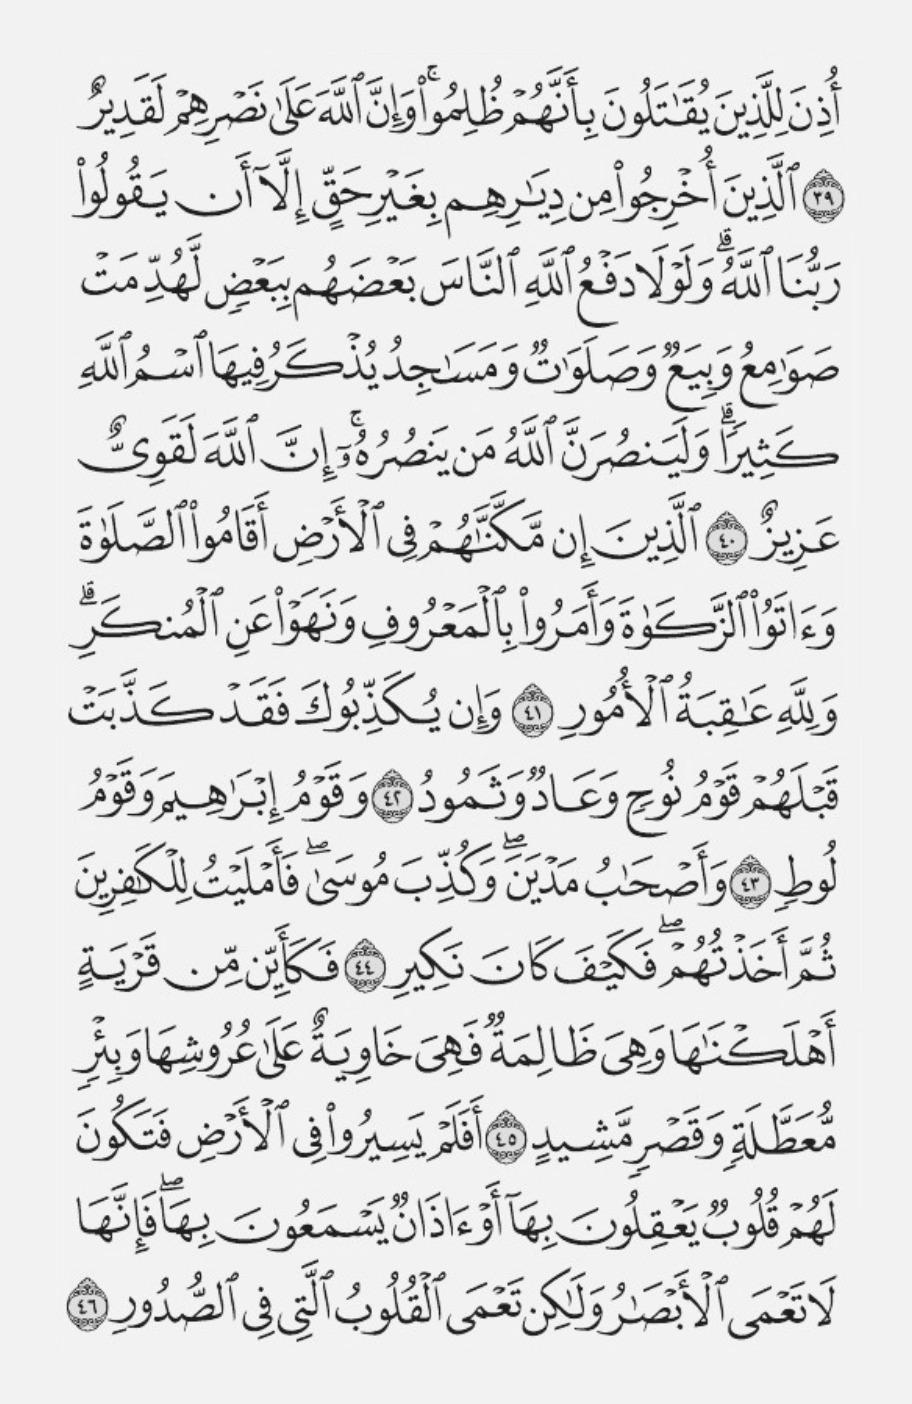 أُذِنَ لِلَّذِينَ يُقَٰتَلُونَ بِأَنَّهُمۡ ظُلِمُواْۚ وَإِنَّ ٱللَّهَ عَلَىٰ نَصۡرِهِمۡ لَقَدِيرٌ
٣٩ ٱلَّذِينَ أُخۡرِجُواْ مِن دِيَٰرِهِم بِغَيۡرِ حَقٍّ إِلَّآ أَن يَقُولُواْ
رَبُّنَا ٱللَّهُۗ وَلَوۡلَا دَفۡعُ ٱللَّهِ ٱلنَّاسَ بَعۡضَهُم بِبَعۡضٖ لَّهُدِّمَتۡ
صَوَٰمِعُ وَبِيَعٞ وَصَلَوَٰتٞ وَمَسَٰجِدُ يُذۡكَرُ فِيهَا ٱسۡمُ ٱللَّهِ
كَثِيرٗاۗ وَلَيَنصُرَنَّ ٱللَّهُ مَن يَنصُرُهُۥٓۚ إِنَّ ٱللَّهَ لَقَوِيٌّ
عَزِيزٌ ٤٠ ٱلَّذِينَ إِن مَّكَّنَّٰهُمۡ فِي ٱلۡأَرۡضِ أَقَامُواْ ٱلصَّلَوٰةَ
وَءَاتَوُاْ ٱلزَّكَوٰةَ وَأَمَرُواْ بِٱلۡمَعۡرُوفِ وَنَهَوۡاْ عَنِ ٱلۡمُنكَرِۗ
وَلِلَّهِ عَٰقِبَةُ ٱلۡأُمُورِ ٤١ وَإِن يُكَذِّبُوكَ فَقَدۡ كَذَّبَتۡ
قَبۡلَهُمۡ قَوۡمُ نُوحٖ وَعَادٞ وَثَمُودُ ٤٢ وَقَوۡمُ إِبۡرَٰهِيمَ وَقَوۡمُ
لُوطٖ ٤٣ وَأَصۡحَٰبُ مَدۡيَنَۖ وَكُذِّبَ مُوسَىٰۖ فَأَمۡلَيۡتُ لِلۡكَٰفِرِينَ
ثُمَّ أَخَذۡتُهُمۡۖ فَكَيۡفَ كَانَ نَكِيرِ ٤٤ فَكَأَيِّن مِّن قَرۡيَةٍ
أَهۡلَكۡنَٰهَا وَهِيَ ظَالِمَةٞ فَهِيَ خَاوِيَةٌ عَلَىٰ عُرُوشِهَا وَبِئۡرٖ
مُّعَطَّلَةٖ وَقَصۡرٖ مَّشِيدٍ ٤٥ أَفَلَمۡ يَسِيرُواْ فِي ٱلۡأَرۡضِ فَتَكُونَ
لَهُمۡ قُلُوبٞ يَعۡقِلُونَ بِهَآ أَوۡ ءَاذَانٞ يَسۡمَعُونَ بِهَاۖ فَإِنَّهَا
لَا تَعۡمَى ٱلۡأَبۡصَٰرُ وَلَٰكِن تَعۡمَى ٱلۡقُلُوبُ ٱلَّتِي فِي ٱلصُّدُورِ ٤٦